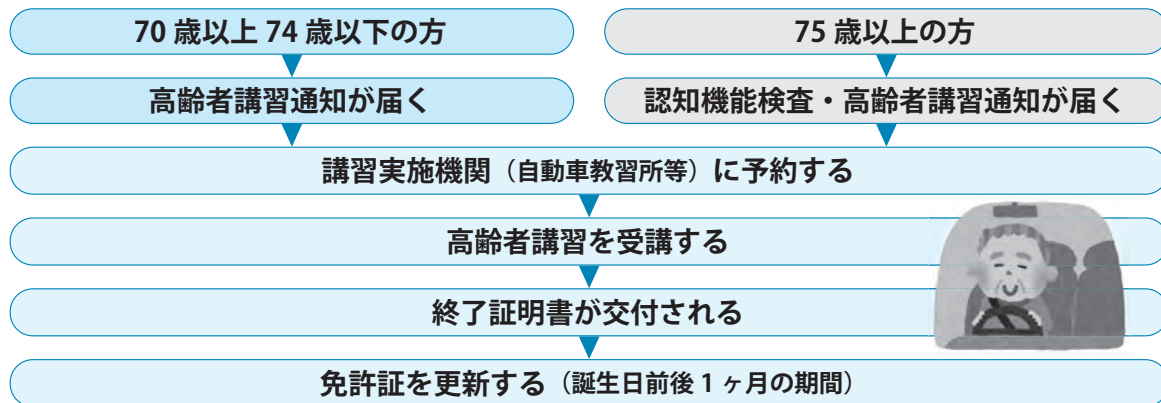 70 歳以上 74 歳以下の方
75 歳以上の方
高齢者講習通知が届く
認知機能検査・高齢者講習通知が届く
講習実施機関（自動車教習所等）に予約する
高齢者講習を受講する
終了証明書が交付される
免許証を更新する（誕生日前後 1 ヶ月の期間）